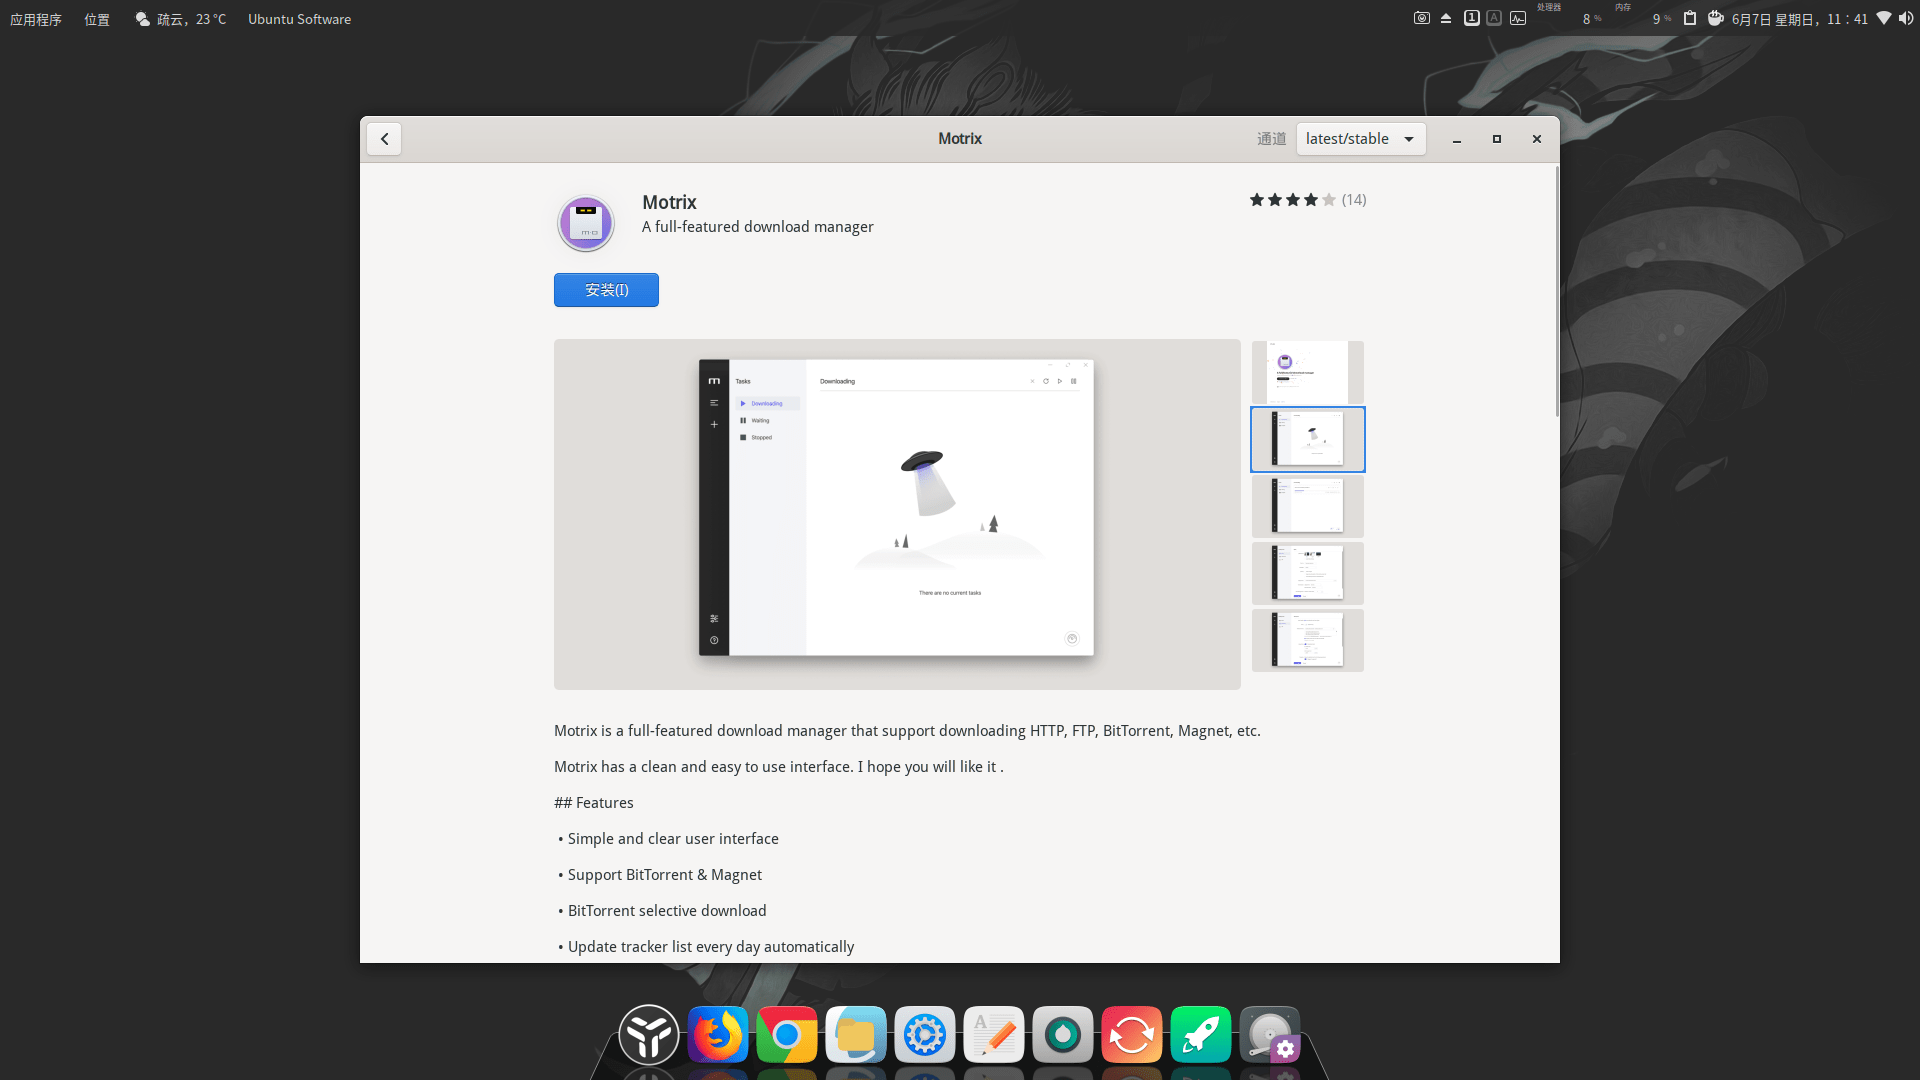 应用程序 位置 疏云，23 °C Ubuntu Software
1 A 处理器 8 % 内存 9 % 6月7日 星期日，11∶41
Motrix
通道 latest/stable
Motrix
A full-featured download manager
(14)
安装(I)
Tasks
Downloading
Downloading
Waiting
Stopped
There are no current tasks
Motrix is a full-featured download manager that support downloading HTTP, FTP, BitTorrent, Magnet, etc.
Motrix has a clean and easy to use interface. I hope you will like it .
## Features
• Simple and clear user interface
• Support BitTorrent & Magnet
• BitTorrent selective download
• Update tracker list every day automatically